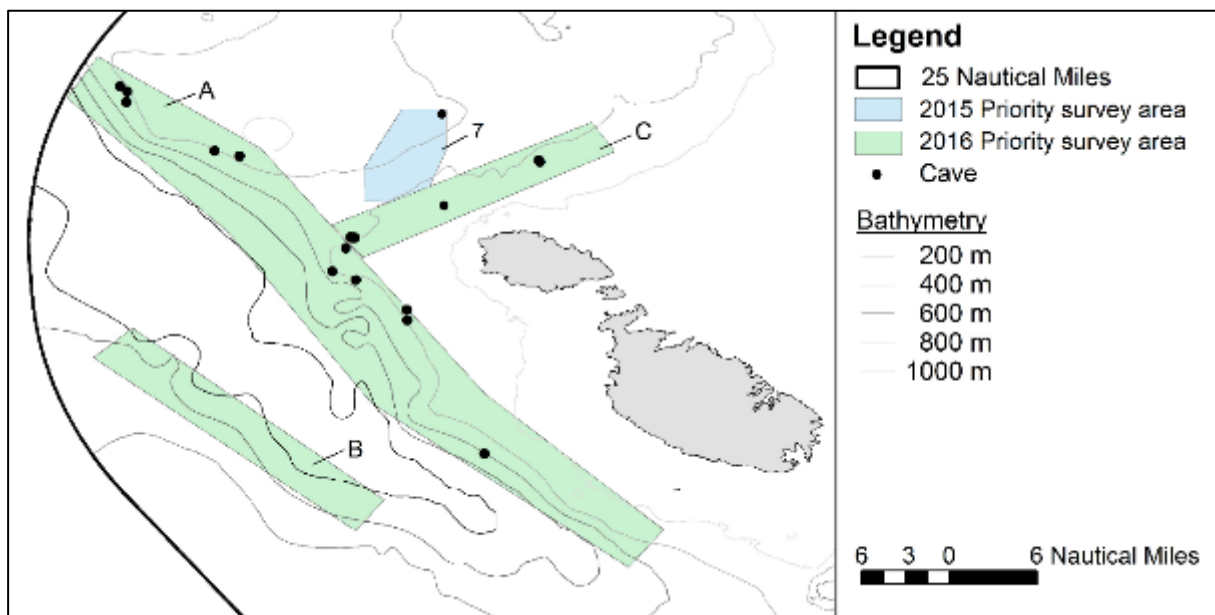 A
7
C
B
Legend
25 Nautical Miles
2015 Priority survey area
2016 Priority survey area
Cave
Bathymetry
200 m
400 m
600 m
800 m
1000 m
6 3 0 6 Nautical Miles